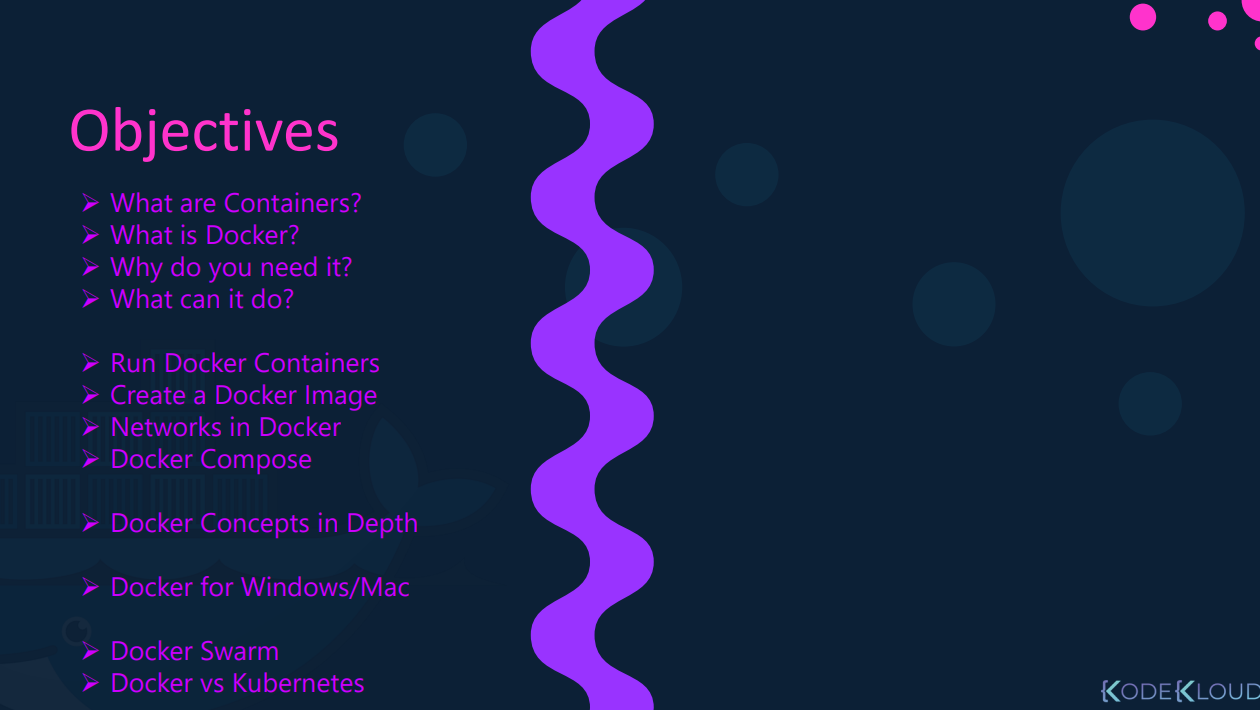 Objectives
➢ What are Containers?
➢ What is Docker?
➢ Why do you need it?
➢ What can it do?
➢ Run Docker Containers
➢ Create a Docker Image
➢ Networks in Docker
➢ Docker Compose
➢ Docker Concepts in Depth
➢ Docker for Windows/Mac
➢ Docker Swarm
➢ Docker vs Kubernetes
KODEKLOUD